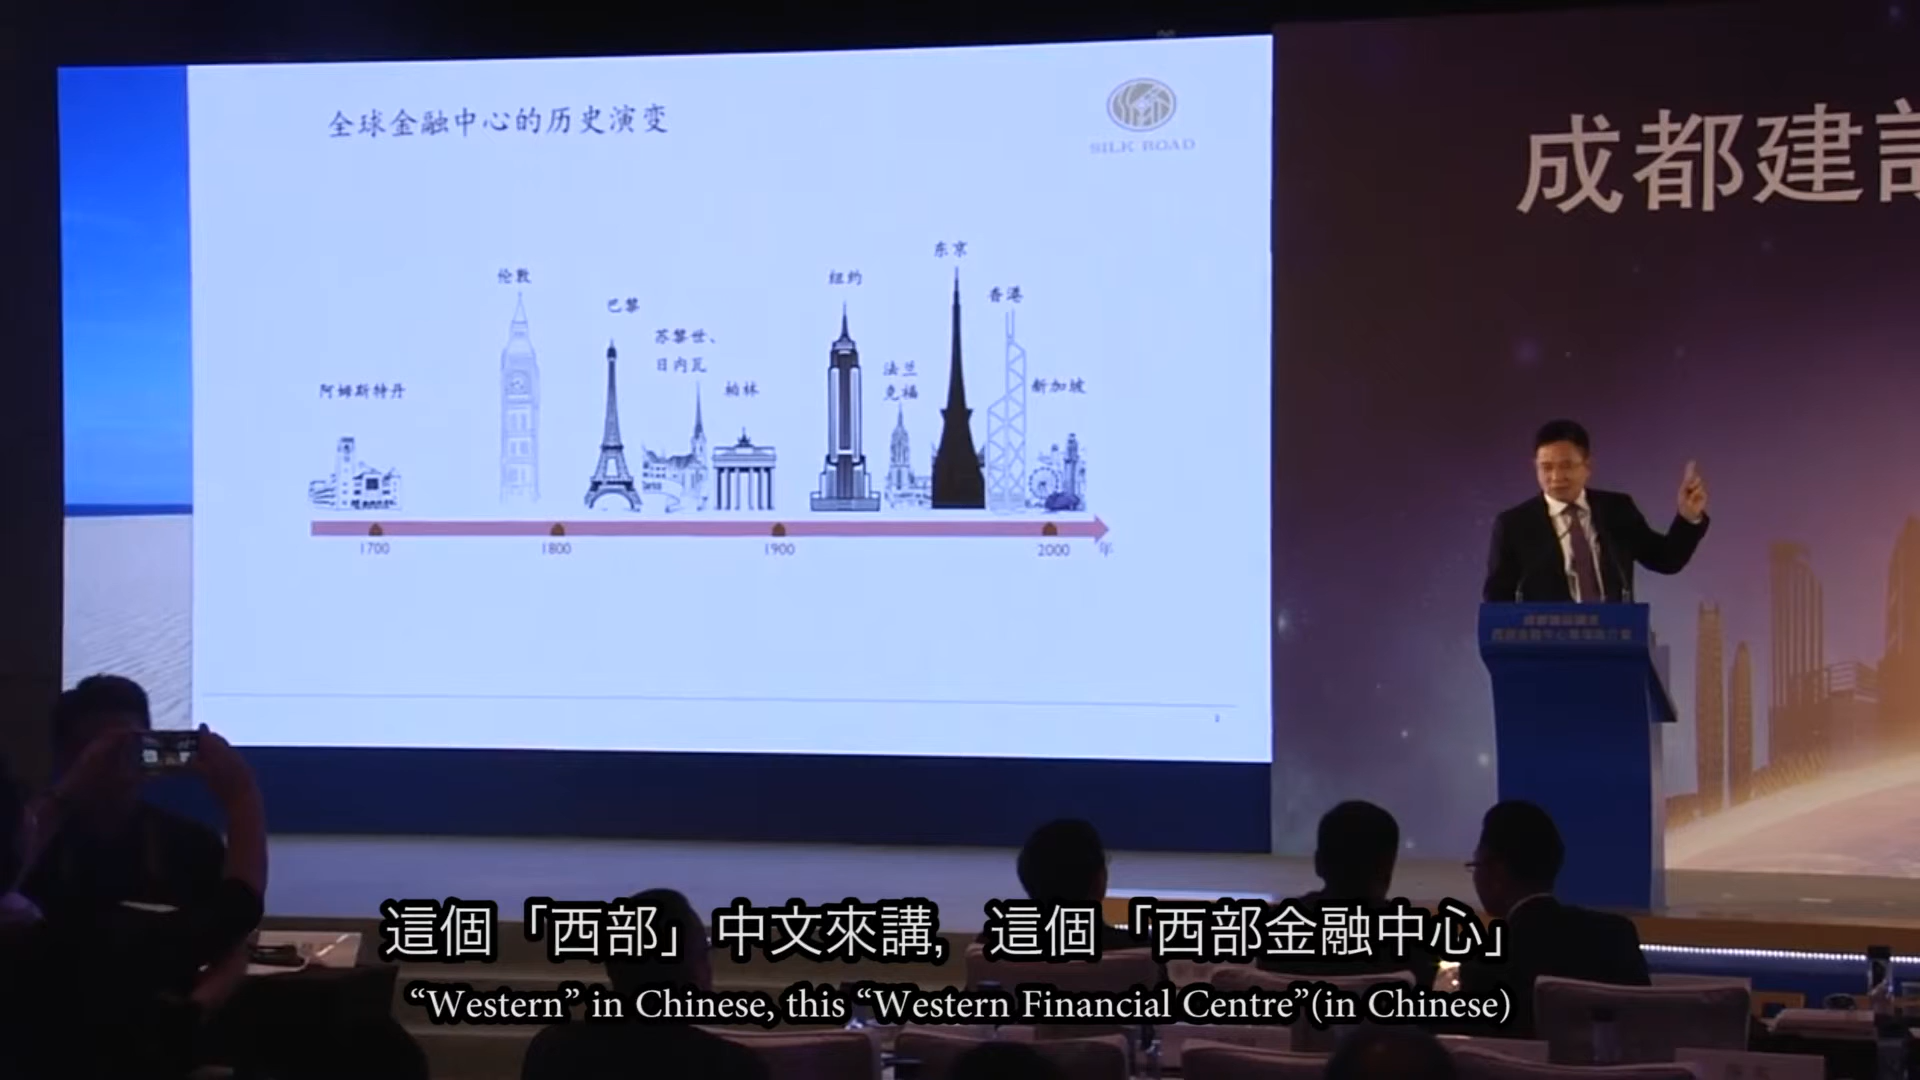 全球金融中心的历史演变
SILK ROAD
成都建設
东京
伦敦
纽约
香港
巴黎
苏黎世、
日内瓦
法兰
克福
柏林
新加坡
阿姆斯特丹
1700
1800
1900
2000
年
2
這個「西部」中文來講, 這個「西部金融中心」
“Western” in Chinese, this “Western Financial Centre”(in Chinese)